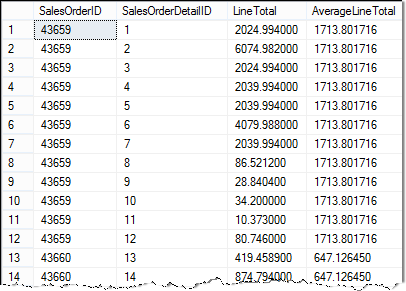 SalesOrderID SalesOrderDetailID LineTotal AverageLineTotal
1 43659 1 2024.994000 1713.801716
2 43659 2 6074.982000 1713.801716
3 43659 3 2024.994000 1713.801716
4 43659 4 2039.994000 1713.801716
5 43659 5 2039.994000 1713.801716
6 43659 6 4079.988000 1713.801716
7 43659 7 2039.994000 1713.801716
8 43659 8 86.521200 1713.801716
9 43659 9 28.840400 1713.801716
10 43659 10 34.200000 1713.801716
11 43659 11 10.373000 1713.801716
12 43659 12 80.746000 1713.801716
13 43660 13 419.458900 647.126450
14 43660 14 874.794000 647.126450